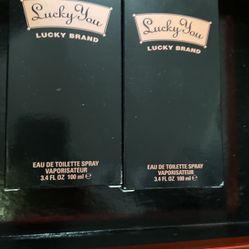 Lucky You
LUCKY BRAND
EAU DE TOILETTE SPRAY
VAPORISATEUR
3.4 FL OZ 100 ml ℮
Lucky You
LUCKY BRAND
EAU DE TOILETTE SPRAY
VAPORISATEUR
3.4 FL OZ 100 ml ℮